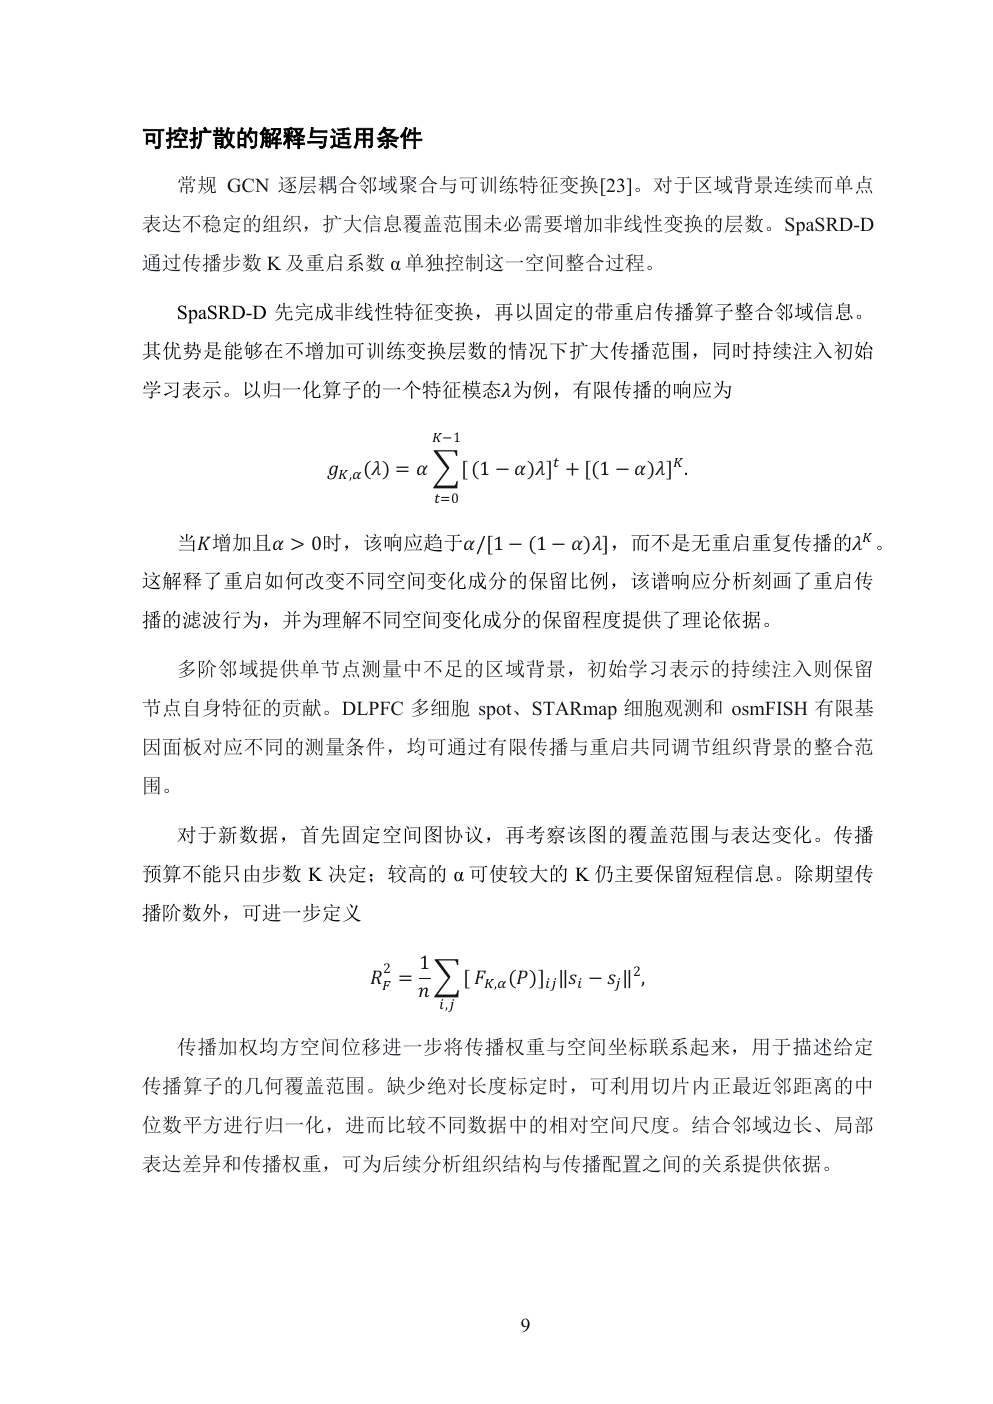 可控扩散的解释与适用条件
常规 GCN 逐层耦合邻域聚合与可训练特征变换[23]。对于区域背景连续而单点
表达不稳定的组织，扩大信息覆盖范围未必需要增加非线性变换的层数。SpaSRD-D
通过传播步数 K 及重启系数 α 单独控制这一空间整合过程。
SpaSRD-D 先完成非线性特征变换，再以固定的带重启传播算子整合邻域信息。
其优势是能够在不增加可训练变换层数的情况下扩大传播范围，同时持续注入初始
学习表示。以归一化算子的一个特征模态λ为例，有限传播的响应为
g_{K,α}(λ) = α ∑_{t=0}^{K−1} [(1 − α)λ]^t + [(1 − α)λ]^K.
当K增加且α > 0时，该响应趋于α/[1 − (1 − α)λ]，而不是无重启重复传播的λ^K。
这解释了重启如何改变不同空间变化成分的保留比例，该谱响应分析刻画了重启传
播的滤波行为，并为理解不同空间变化成分的保留程度提供了理论依据。
多阶邻域提供单节点测量中不足的区域背景，初始学习表示的持续注入则保留
节点自身特征的贡献。DLPFC 多细胞 spot、STARmap 细胞观测和 osmFISH 有限基
因面板对应不同的测量条件，均可通过有限传播与重启共同调节组织背景的整合范
围。
对于新数据，首先固定空间图协议，再考察该图的覆盖范围与表达变化。传播
预算不能只由步数 K 决定；较高的 α 可使较大的 K 仍主要保留短程信息。除期望传
播阶数外，可进一步定义
R_F^2 = \frac{1}{n} ∑_{i,j} [F_{K,α}(P)]_{ij}‖s_i − s_j‖^2,
传播加权均方空间位移进一步将传播权重与空间坐标联系起来，用于描述给定
传播算子的几何覆盖范围。缺少绝对长度标定时，可利用切片内正最近邻距离的中
位数平方进行归一化，进而比较不同数据中的相对空间尺度。结合邻域边长、局部
表达差异和传播权重，可为后续分析组织结构与传播配置之间的关系提供依据。
9